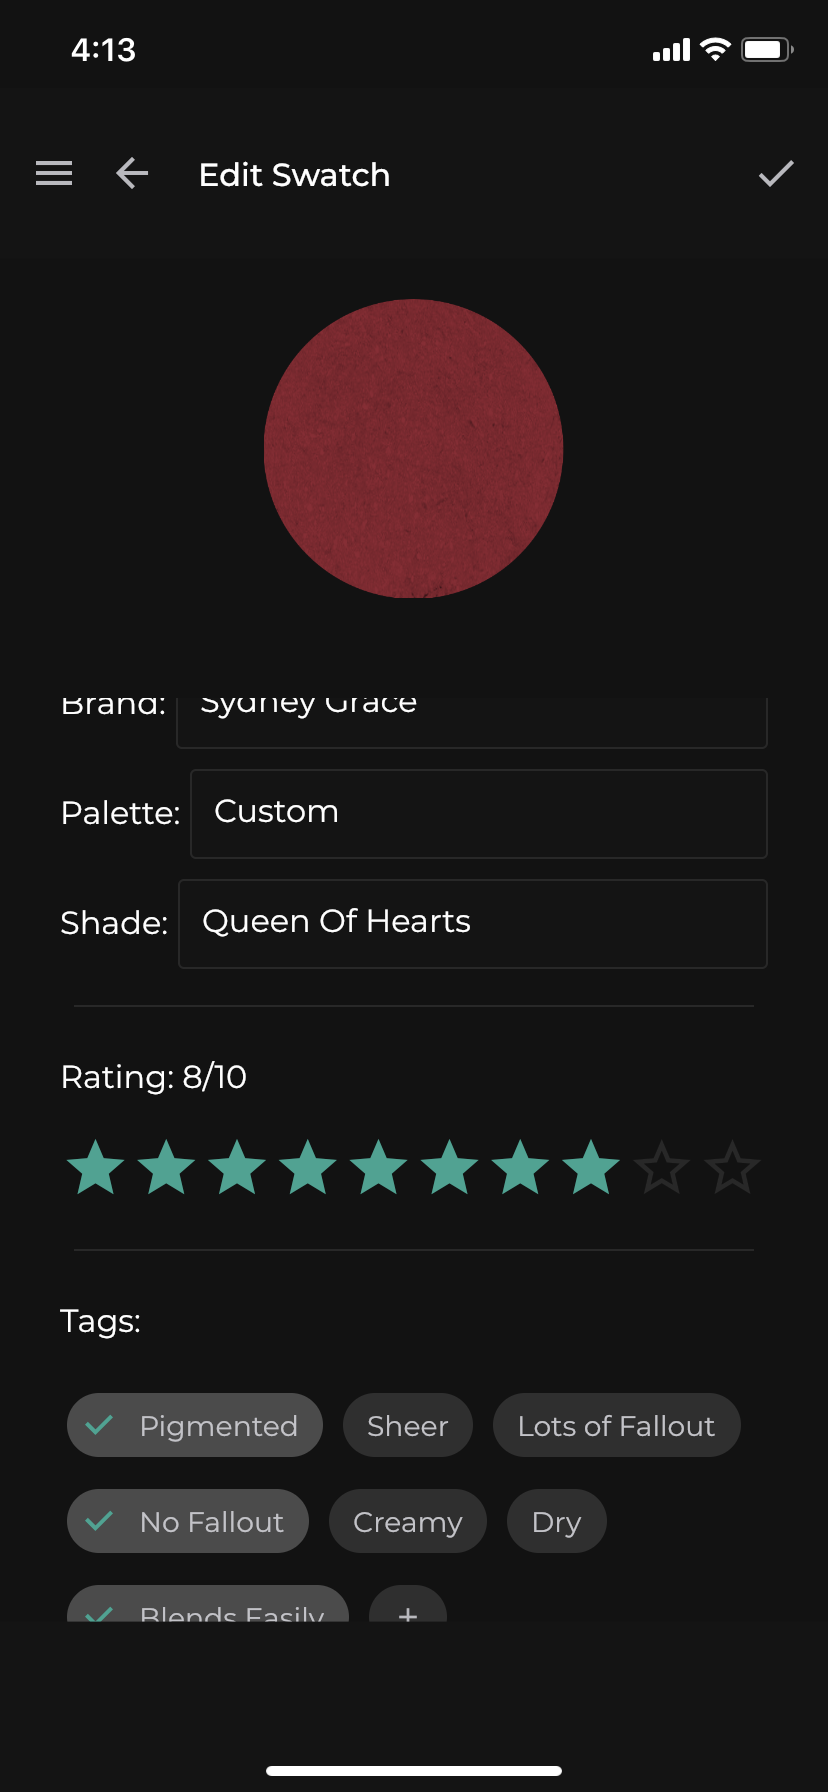 4:13
Edit Swatch
Brand: Sydney Grace
Palette: Custom
Shade: Queen Of Hearts
Rating: 8/10
Tags:
Pigmented Sheer Lots of Fallout
No Fallout Creamy Dry
Blends Easily +